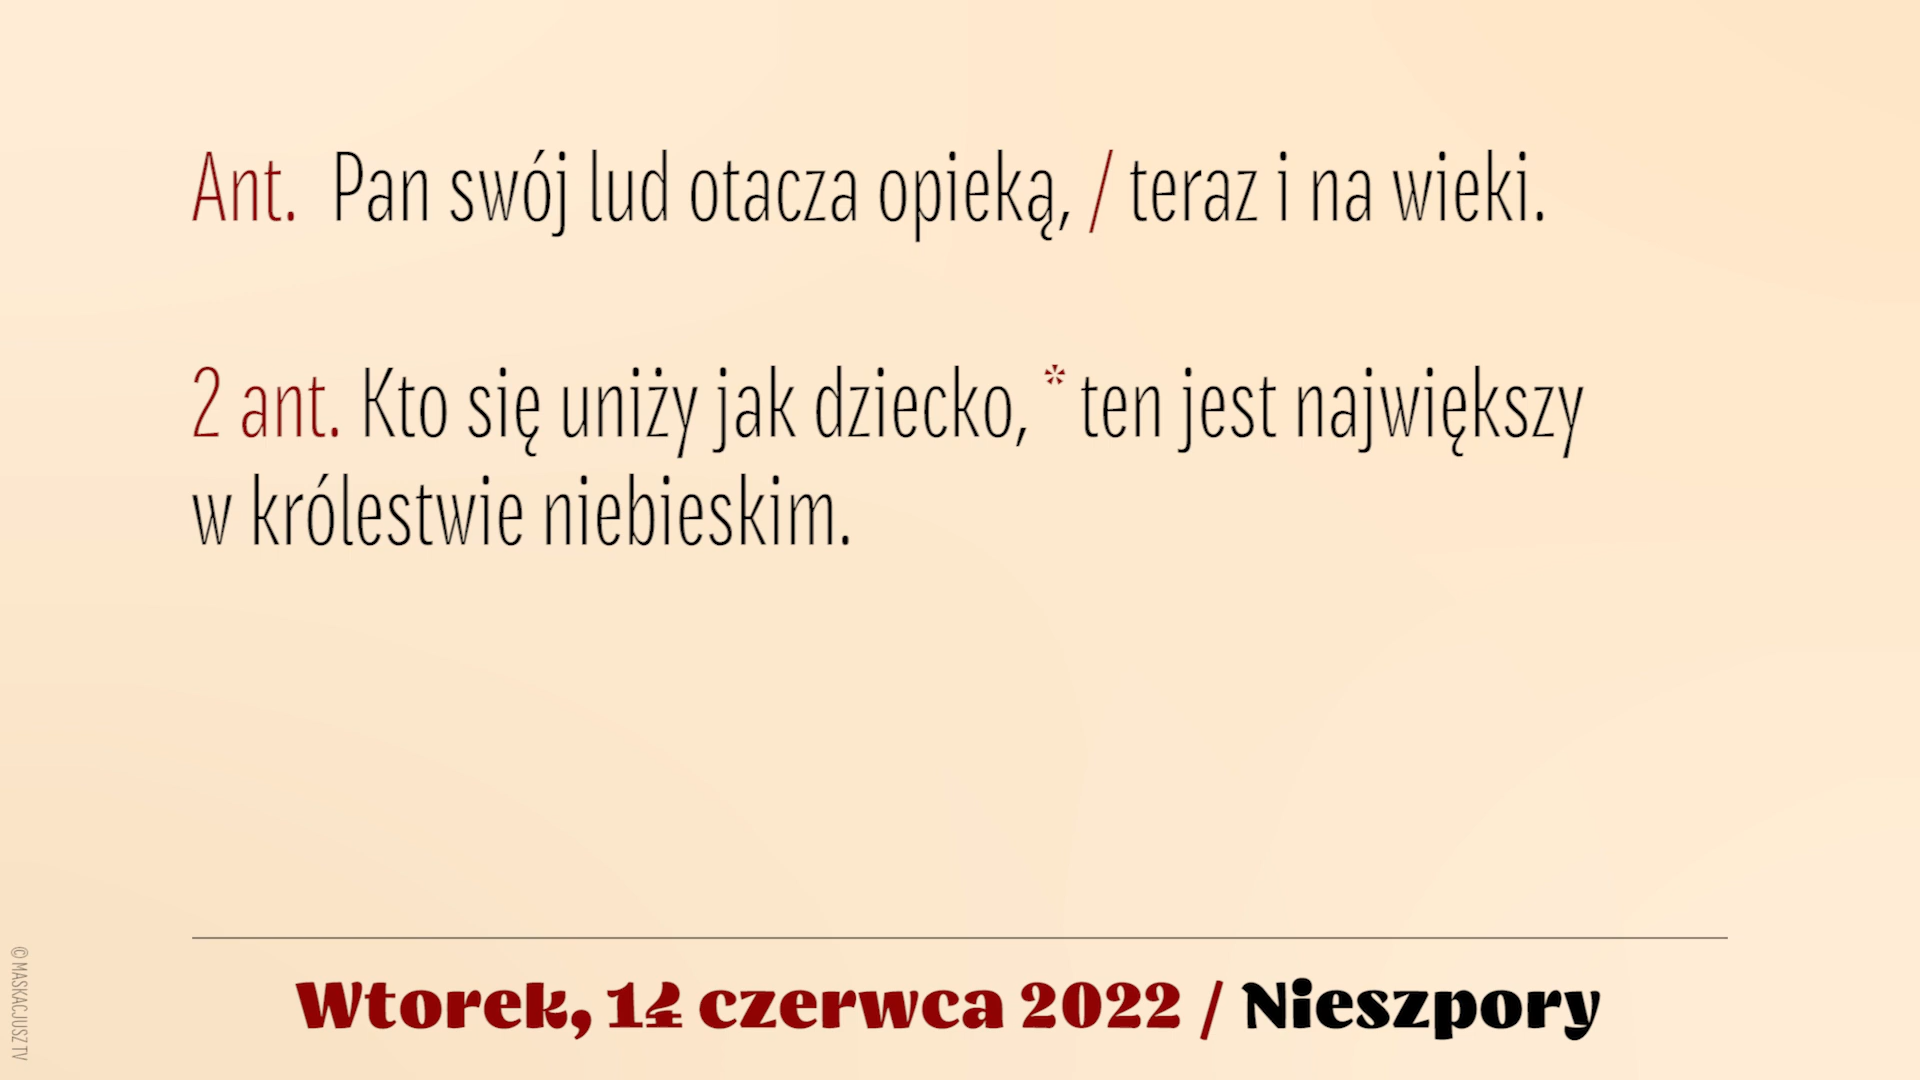 Ant. Pan swój lud otacza opieką, / teraz i na wieki.
2 ant. Kto się uniży jak dziecko, * ten jest największy
w królestwie niebieskim.
Wtorek, 14 czerwca 2022 / Nieszpory
© MASKACJUSZ TV